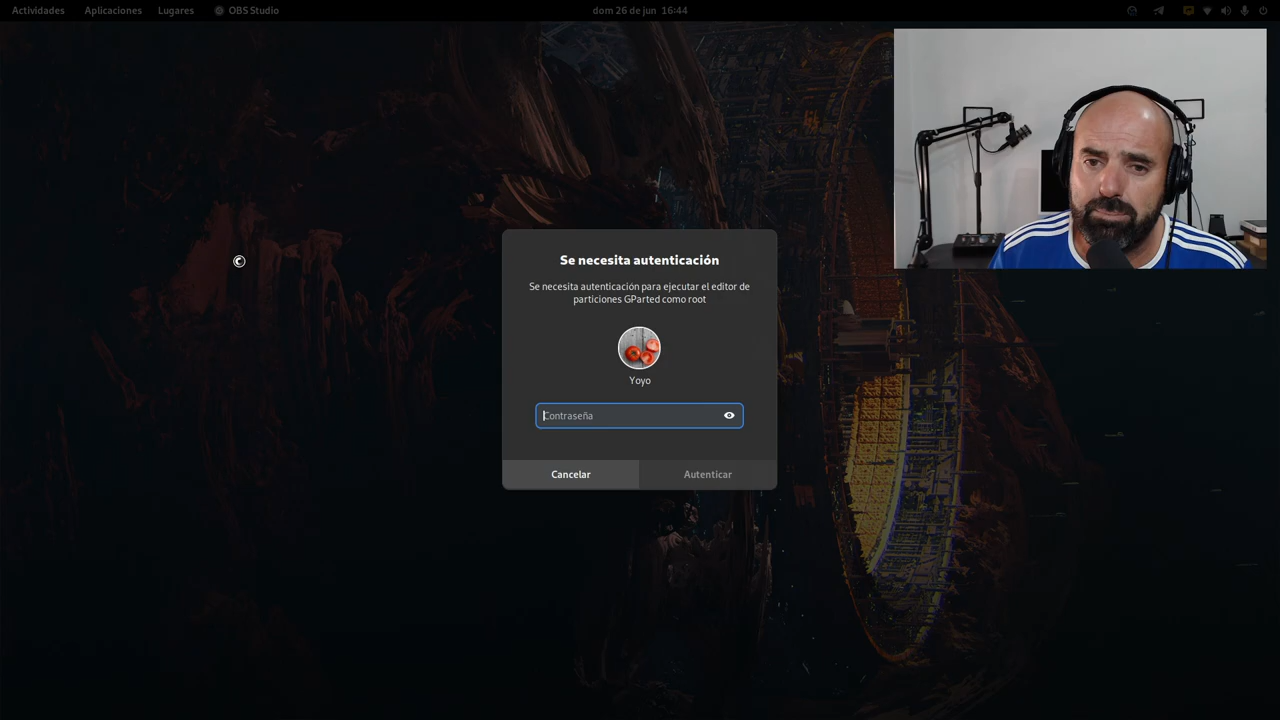 Actividades Aplicaciones Lugares OBS Studio dom 26 de jun 16:44
Se necesita autenticación
Se necesita autenticación para ejecutar el editor de
particiones GParted como root
Yoyo
Contraseña
Cancelar Autenticar